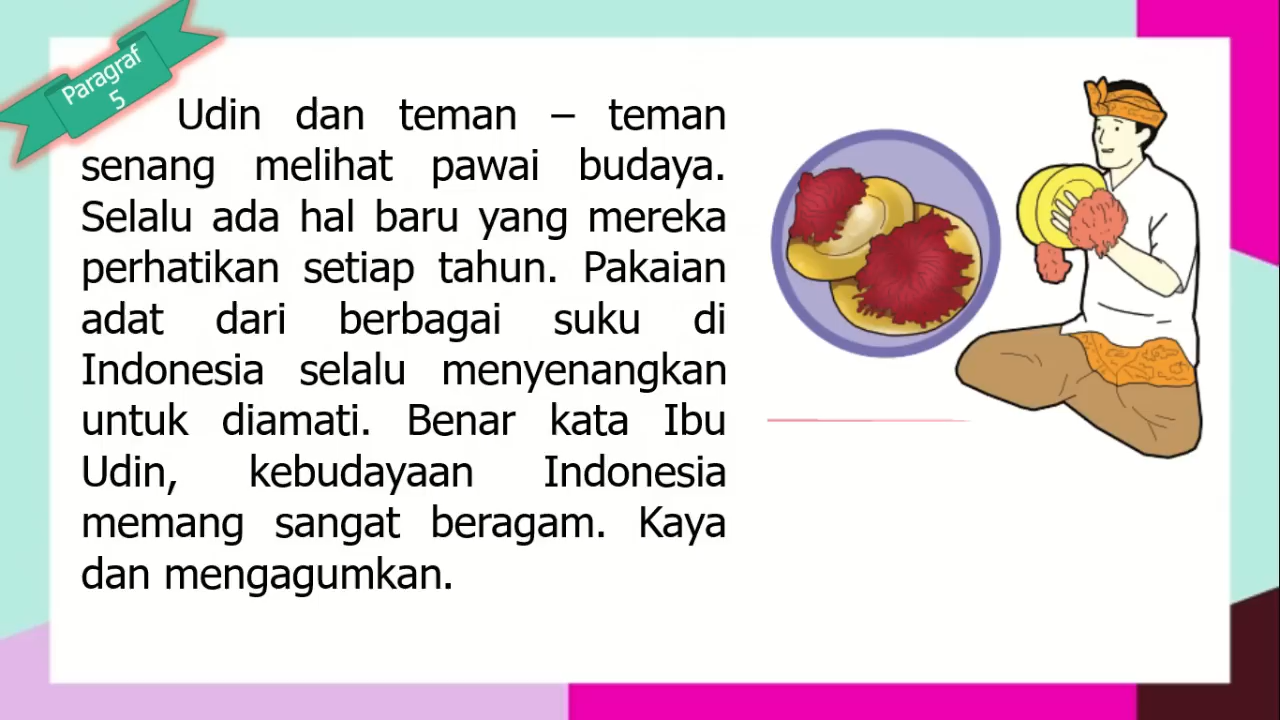 Paragraf
5
Udin dan teman – teman
senang melihat pawai budaya.
Selalu ada hal baru yang mereka
perhatikan setiap tahun. Pakaian
adat dari berbagai suku di
Indonesia selalu menyenangkan
untuk diamati. Benar kata Ibu
Udin, kebudayaan Indonesia
memang sangat beragam. Kaya
dan mengagumkan.